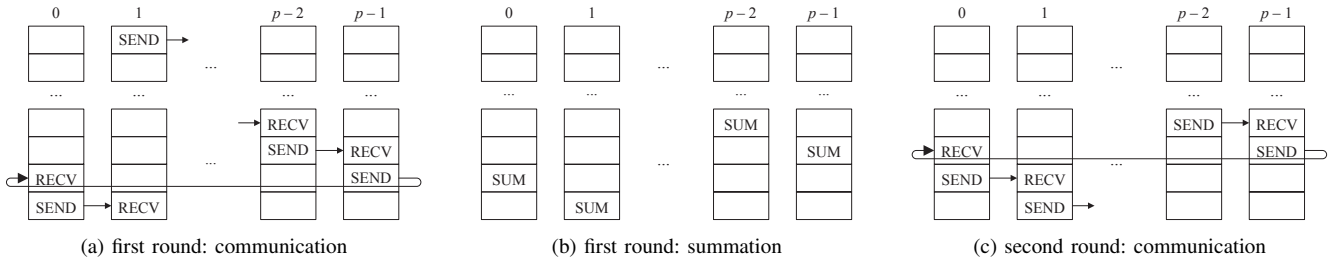 0 1 p−2 p−1
SEND
...
... ... ... ...
RECV
SEND RECV
...
RECV SEND
SEND RECV
(a) first round: communication
0 1 p−2 p−1
...
... ... ... ...
SUM
SUM
...
SUM
SUM
(b) first round: summation
0 1 p−2 p−1
...
... ... ... ...
SEND RECV
RECV SEND
...
SEND RECV
SEND
(c) second round: communication